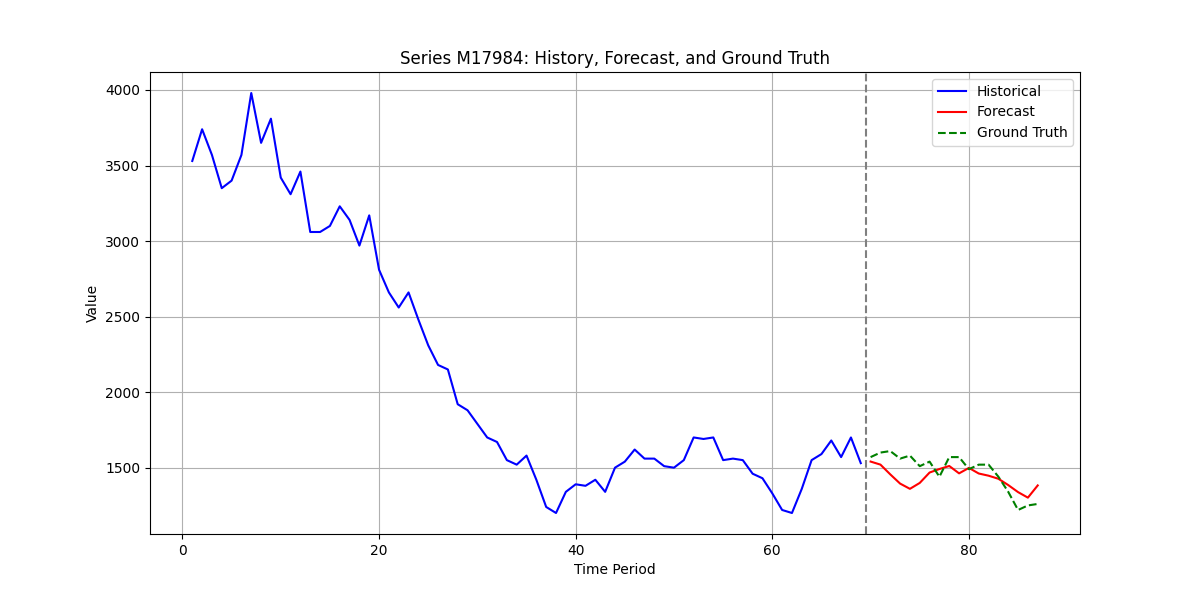 Series M17984: History, Forecast, and Ground Truth
Historical
Forecast
Ground Truth
4000
3500
3000
2500
2000
1500
Value
0
20
40
60
80
Time Period